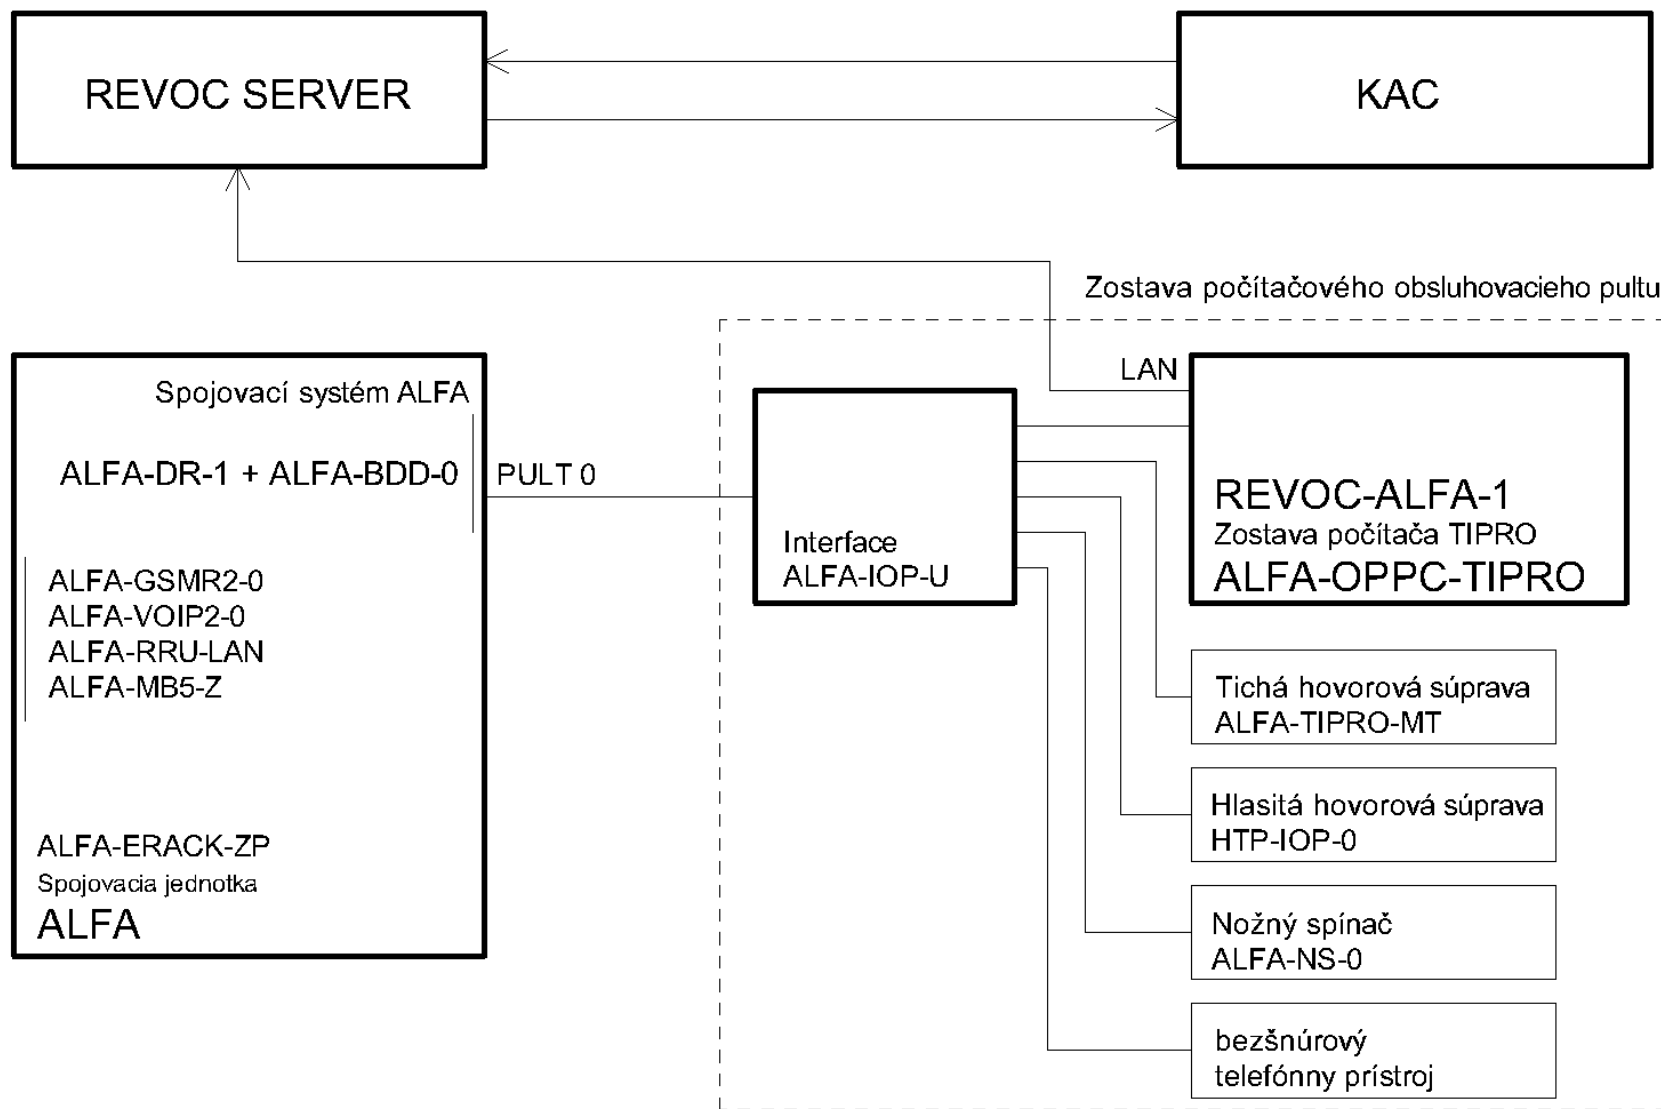 REVOC SERVER
KAC
Zostava počítačového obsluhovacieho pultu
LAN
Spojovací systém ALFA
ALFA-DR-1 + ALFA-BDD-0
PULT 0
ALFA-GSMR2-0
ALFA-VOIP2-0
ALFA-RRU-LAN
ALFA-MB5-Z
ALFA-ERACK-ZP
Spojovacia jednotka
ALFA
Interface
ALFA-IOP-U
REVOC-ALFA-1
Zostava počítača TIPRO
ALFA-OPPC-TIPRO
Tichá hovorová súprava
ALFA-TIPRO-MT
Hlasitá hovorová súprava
HTP-IOP-0
Nožný spínač
ALFA-NS-0
bezšnúrový
telefónny prístroj